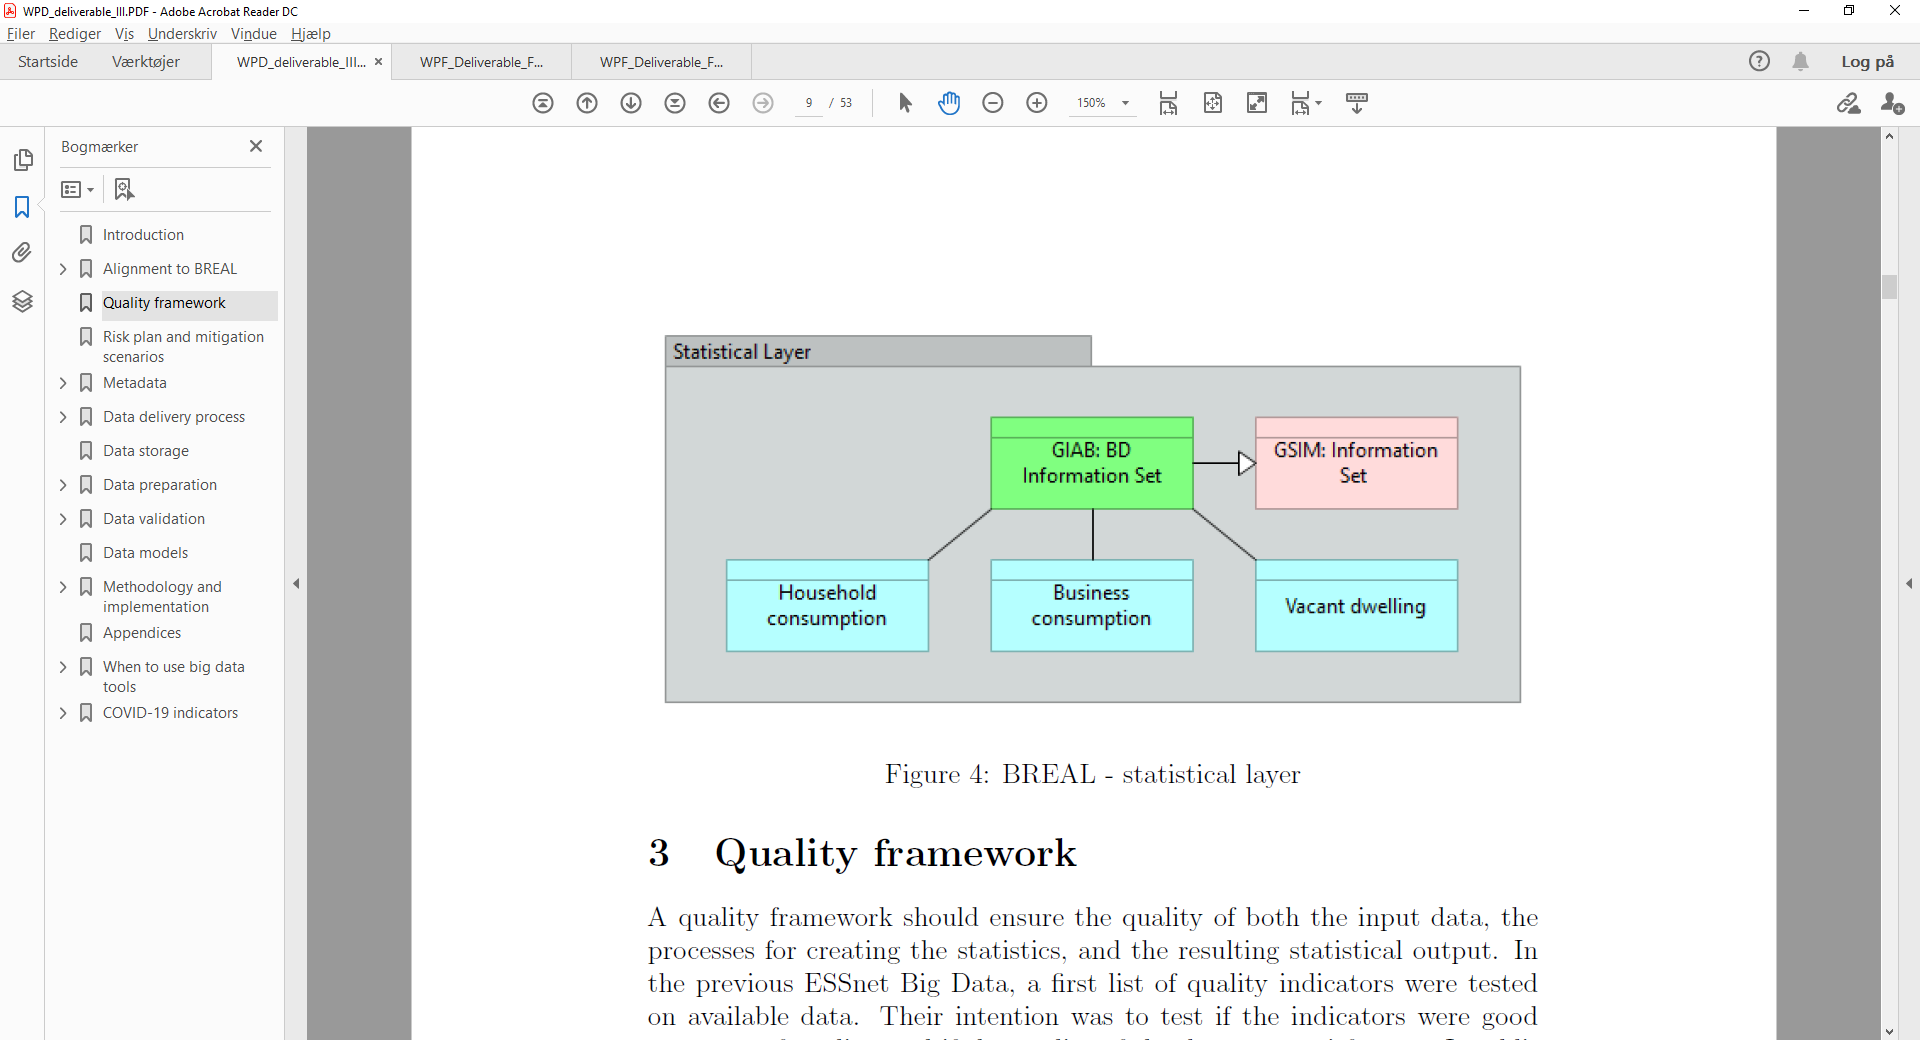 WPD_deliverable_III.PDF - Adobe Acrobat Reader DC
Filer Rediger Vis Underskriv Vindue Hjælp
Startside Værktøjer WPD_deliverable_III... × WPF_Deliverable_F... WPF_Deliverable_F... Log på
9 / 53 150%
Bogmærker
Introduction
Alignment to BREAL
Quality framework
Risk plan and mitigation
scenarios
Metadata
Data delivery process
Data storage
Data preparation
Data validation
Data models
Methodology and
implementation
Appendices
When to use big data
tools
COVID-19 indicators
Statistical Layer
GIAB: BD
Information Set
GSIM: Information
Set
Household
consumption
Business
consumption
Vacant dwelling
Figure 4: BREAL - statistical layer
3 Quality framework
A quality framework should ensure the quality of both the input data, the
processes for creating the statistics, and the resulting statistical output. In
the previous ESSnet Big Data, a first list of quality indicators were tested
on available data. Their intention was to test if the indicators were good